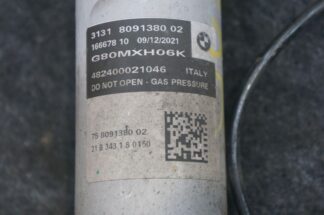 3131 8091380 02
166678 10 09/12/2021
G80MXH06K
482400021046 ITALY
DO NOT OPEN - GAS PRESSURE
75 8091380 02
21 8 343 1 8 0150